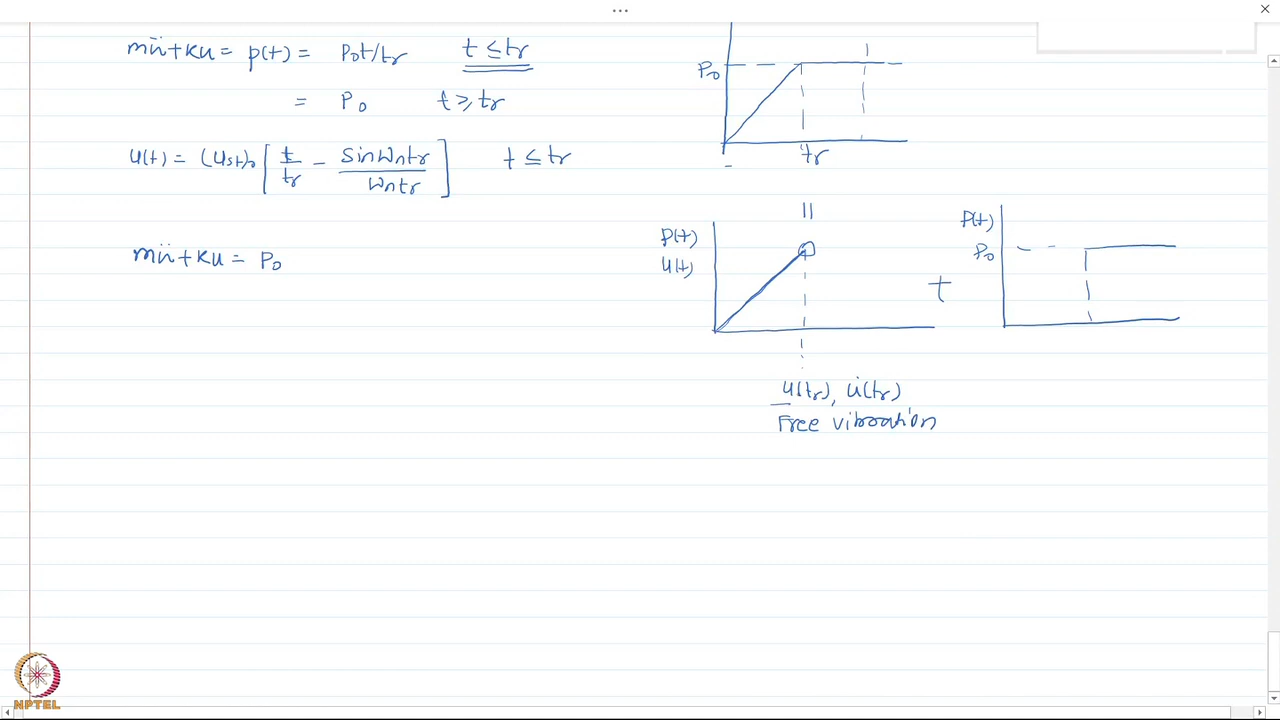 mü+ku = p(t) = P₀t/tr t ≤ tr
= P₀ t ≥ tr
u(t) = (ust)₀ [ t/tr - sinωntr/ωntr ] t ≤ tr
mü+ku = P₀
P₀
tr
P(t)
u(t)
+
P(t)
P₀
u(tr), u̇(tr)
Free vibration
NPTEL